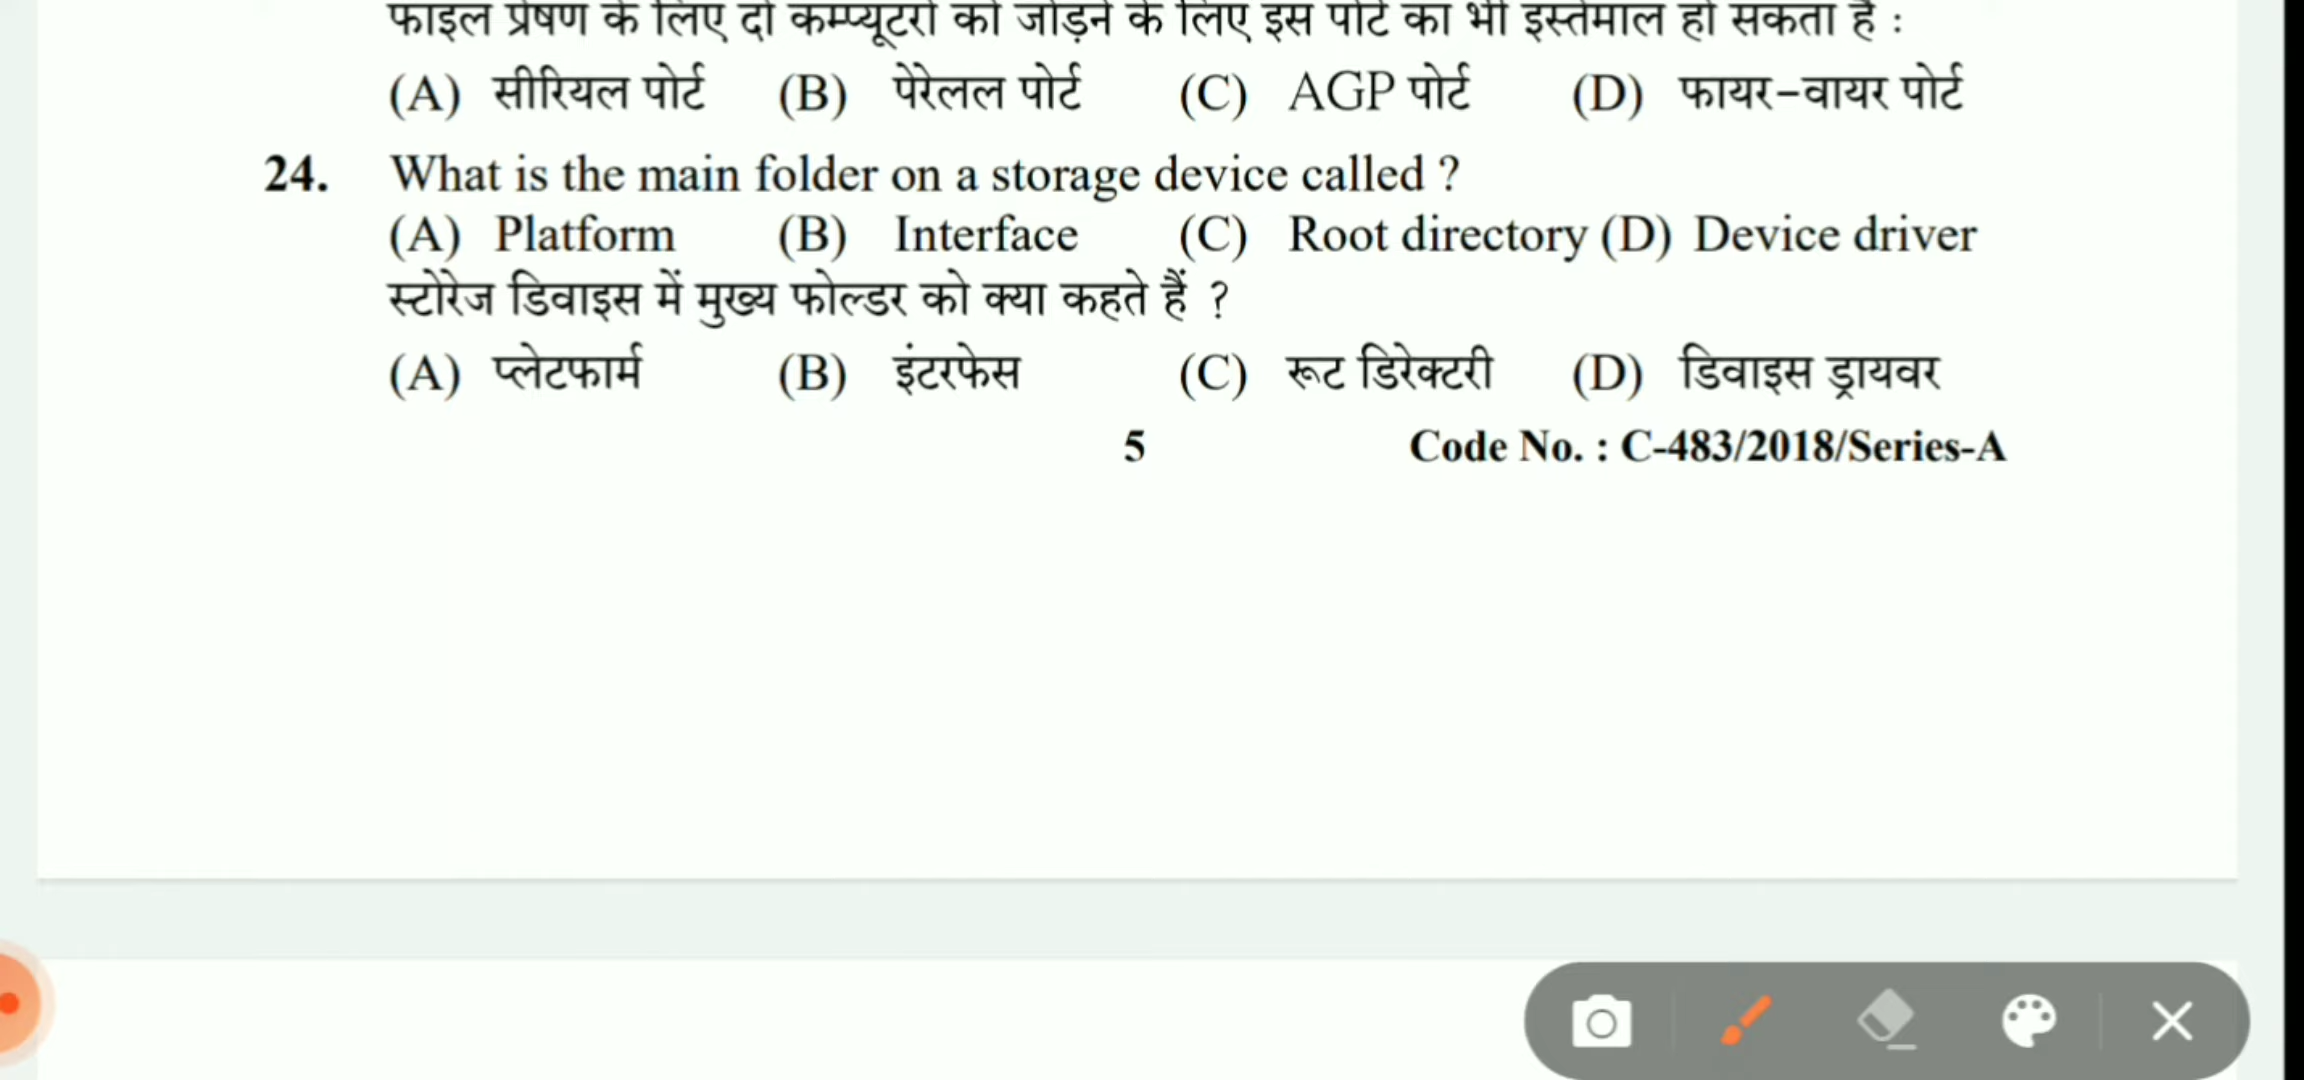 फाइल प्रेषण के लिए दो कम्प्यूटरों को जोड़ने के लिए इस पोर्ट का भी इस्तेमाल हो सकता है :
(A) सीरियल पोर्ट (B) पेरेलल पोर्ट (C) AGP पोर्ट (D) फायर-वायर पोर्ट
24. What is the main folder on a storage device called ?
(A) Platform (B) Interface (C) Root directory (D) Device driver
स्टोरेज डिवाइस में मुख्य फोल्डर को क्या कहते हैं ?
(A) प्लेटफार्म (B) इंटरफेस (C) रूट डिरेक्टरी (D) डिवाइस ड्रायवर
5 Code No. : C-483/2018/Series-A